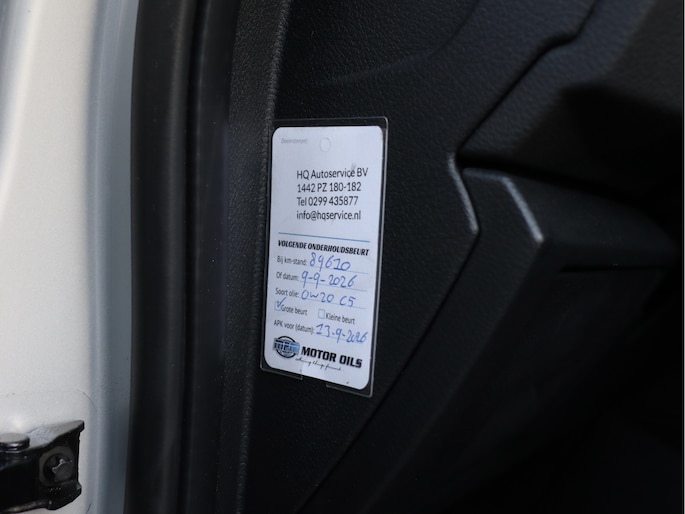 HQ Autoservice BV
1442 PZ 180-182
Tel 0299 435877
info@hqservice.nl
VOLGENDE ONDERHOUDSBEURT
Bij km-stand: 89610
Of datum: 9-9-2026
Soort olie: 0w20 C5
Grote beurt Kleine beurt
APK voor (datum): 13-9-2026
MOTOR OILS